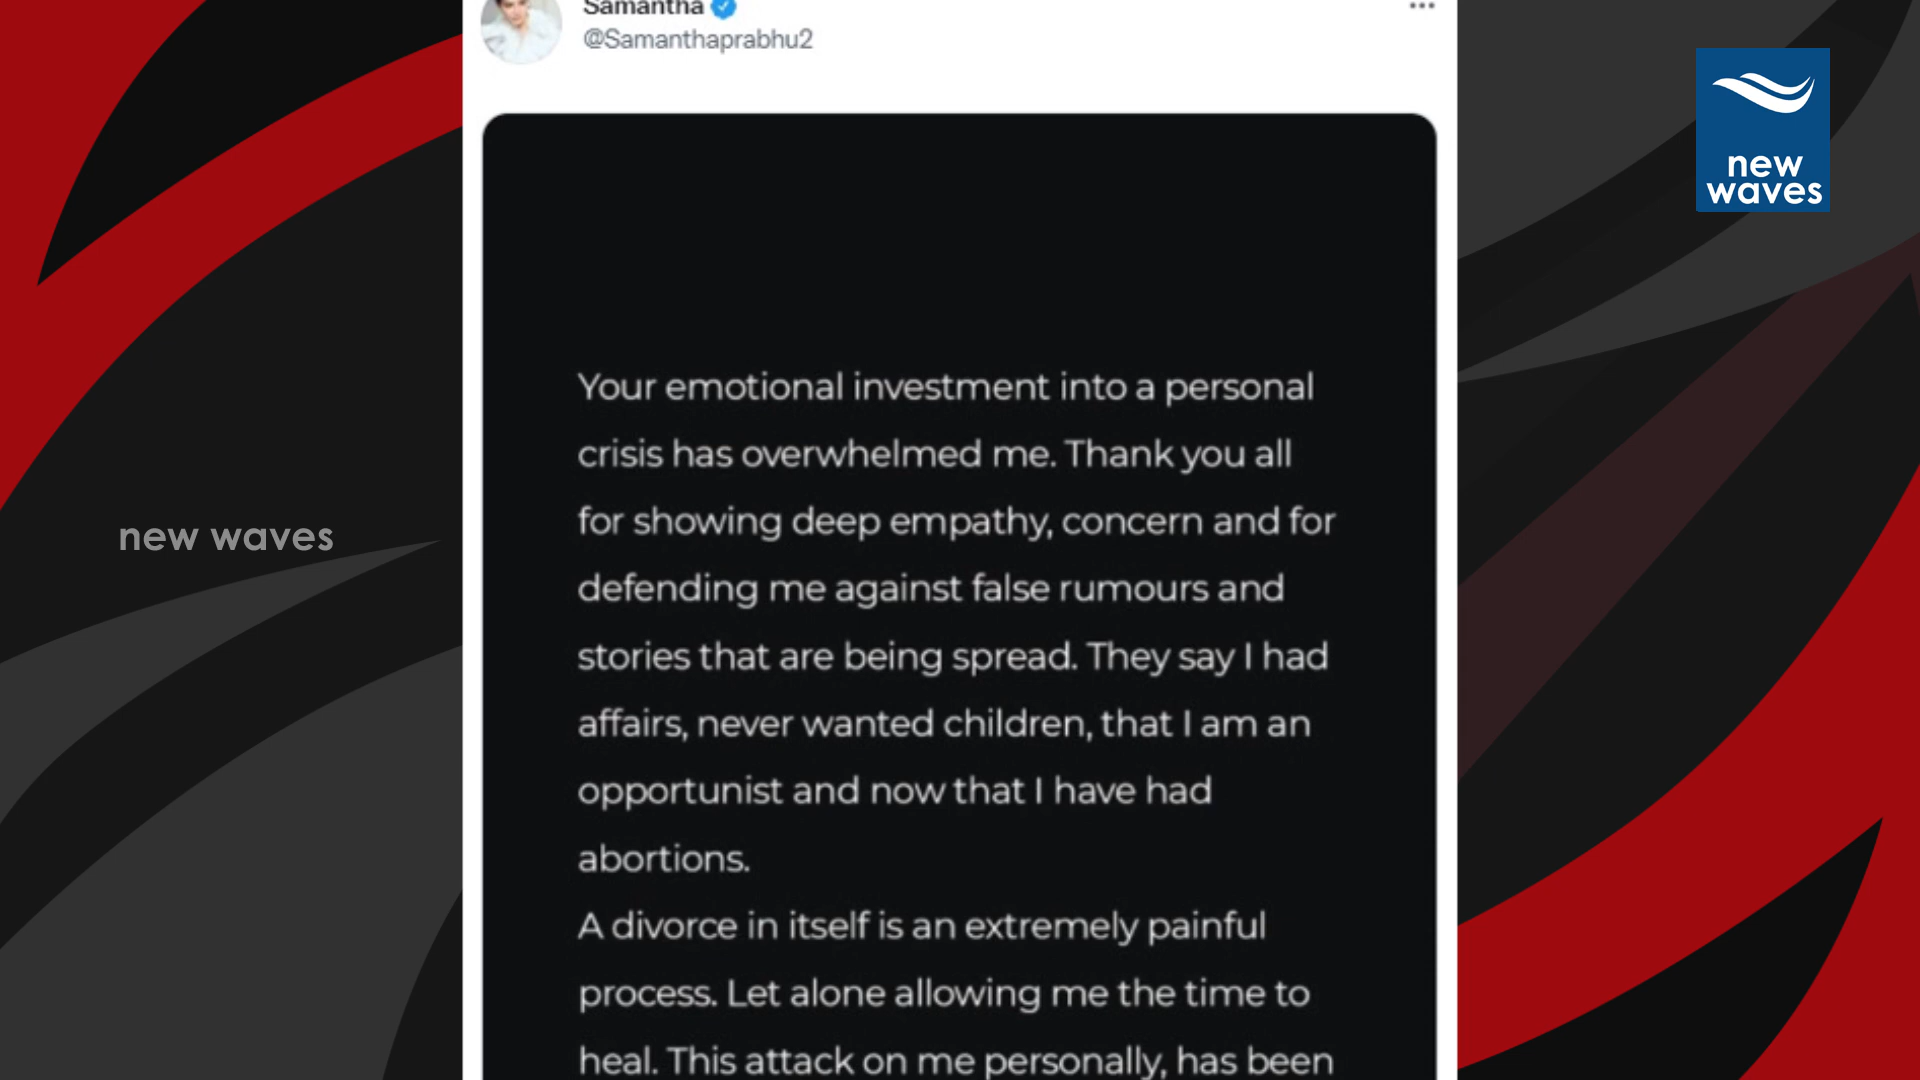 Samantha
@Samanthaprabhu2
new
waves
Your emotional investment into a personal
crisis has overwhelmed me. Thank you all
for showing deep empathy, concern and for
defending me against false rumours and
stories that are being spread. They say I had
affairs, never wanted children, that I am an
opportunist and now that I have had
abortions.
A divorce in itself is an extremely painful
process. Let alone allowing me the time to
heal. This attack on me personally, has been
new waves